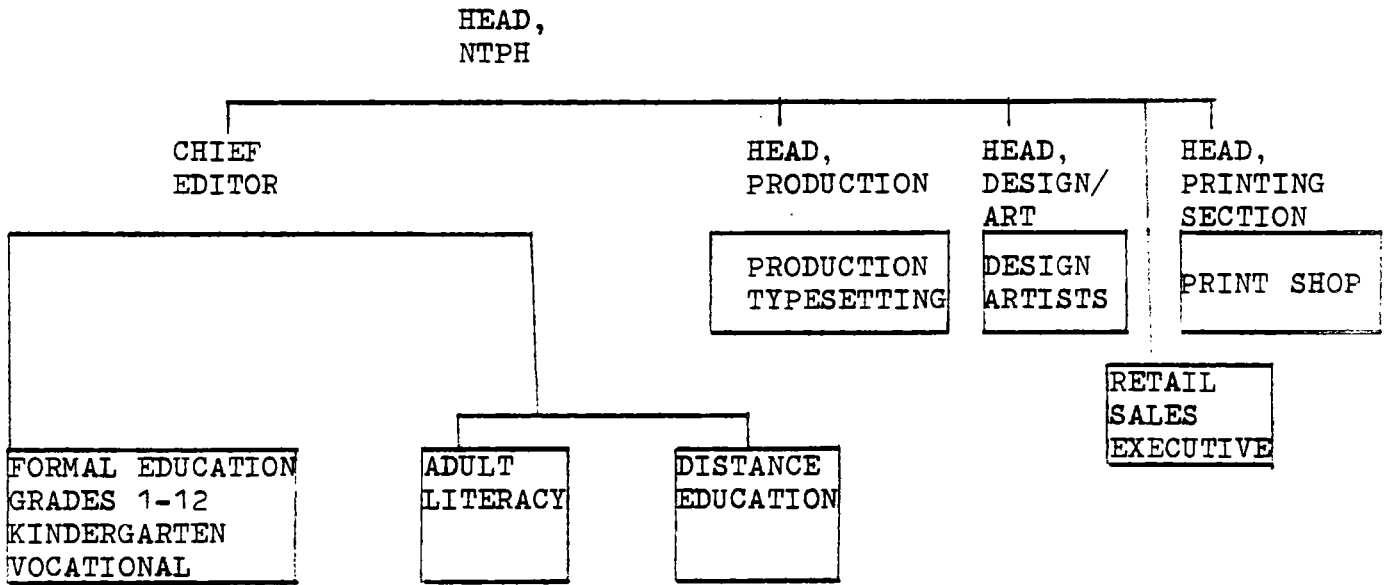 HEAD,
NTPH
CHIEF
EDITOR
HEAD,
PRODUCTION
HEAD,
DESIGN/
ART
HEAD,
PRINTING
SECTION
PRODUCTION
TYPESETTING
DESIGN
ARTISTS
PRINT SHOP
RETAIL
SALES
EXECUTIVE
FORMAL EDUCATION
GRADES 1-12
KINDERGARTEN
VOCATIONAL
ADULT
LITERACY
DISTANCE
EDUCATION